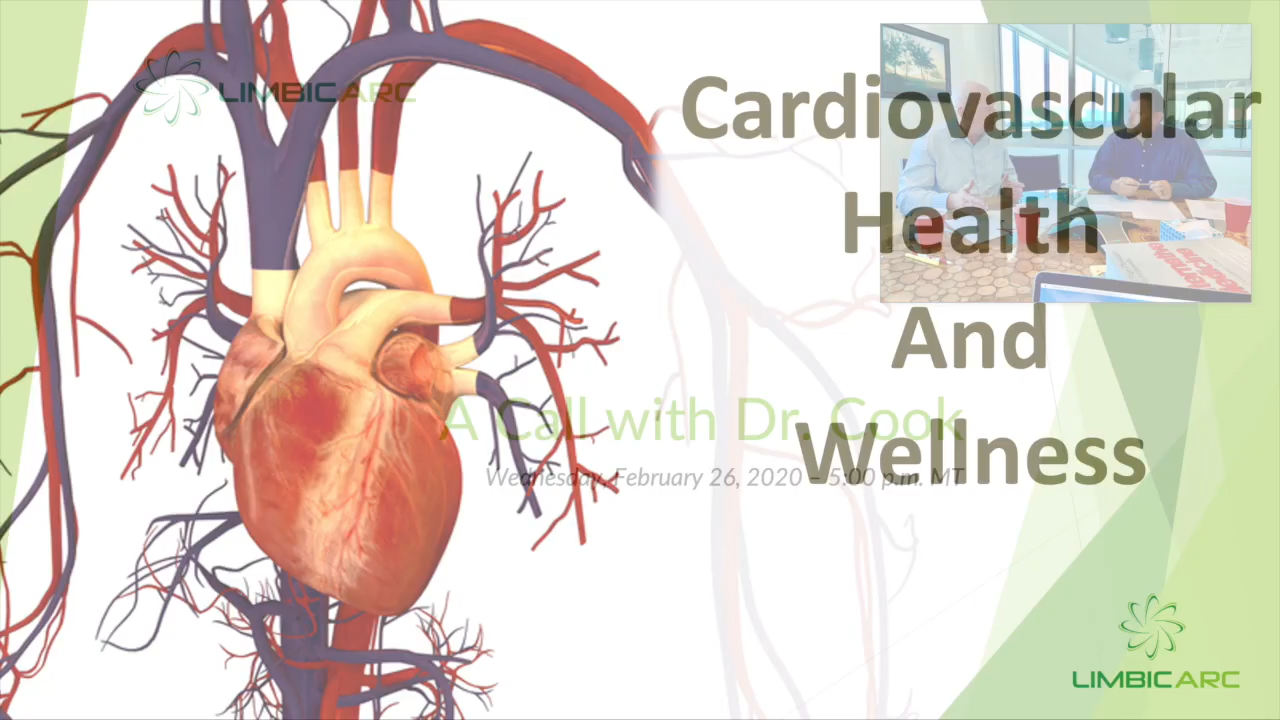 LIMBICARC
Cardiovascular
Health
And
Wellness
A Call with Dr. Cook
Wednesday, February 26, 2020 – 5:00 p.m. MT
LIMBICARC